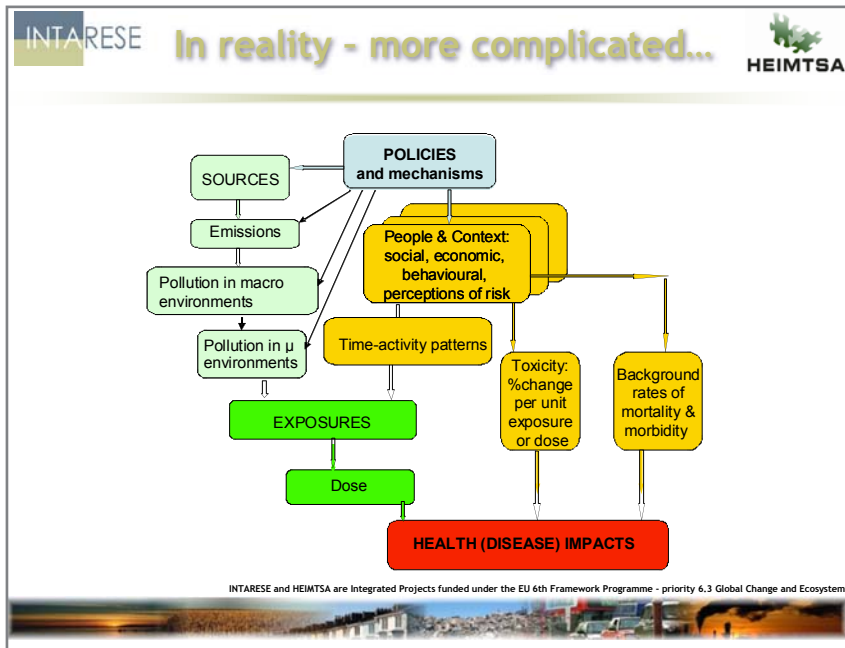 INTARESE
In reality - more complicated...
HEIMTSA
POLICIES
and mechanisms
SOURCES
Emissions
People & Context:
social, economic,
behavioural,
perceptions of risk
Pollution in macro
environments
Pollution in µ
environments
Time-activity patterns
Toxicity:
%change
per unit
exposure
or dose
Background
rates of
mortality &
morbidity
EXPOSURES
Dose
HEALTH (DISEASE) IMPACTS
INTARESE and HEIMTSA are Integrated Projects funded under the EU 6th Framework Programme - priority 6.3 Global Change and Ecosystem